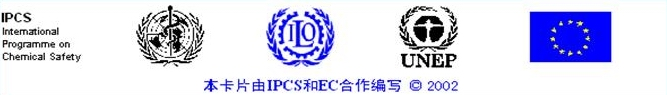 IPCS
International
Programme on
Chemical Safety
ILO
UNEP
本卡片由IPCS和EC合作编写 © 2002